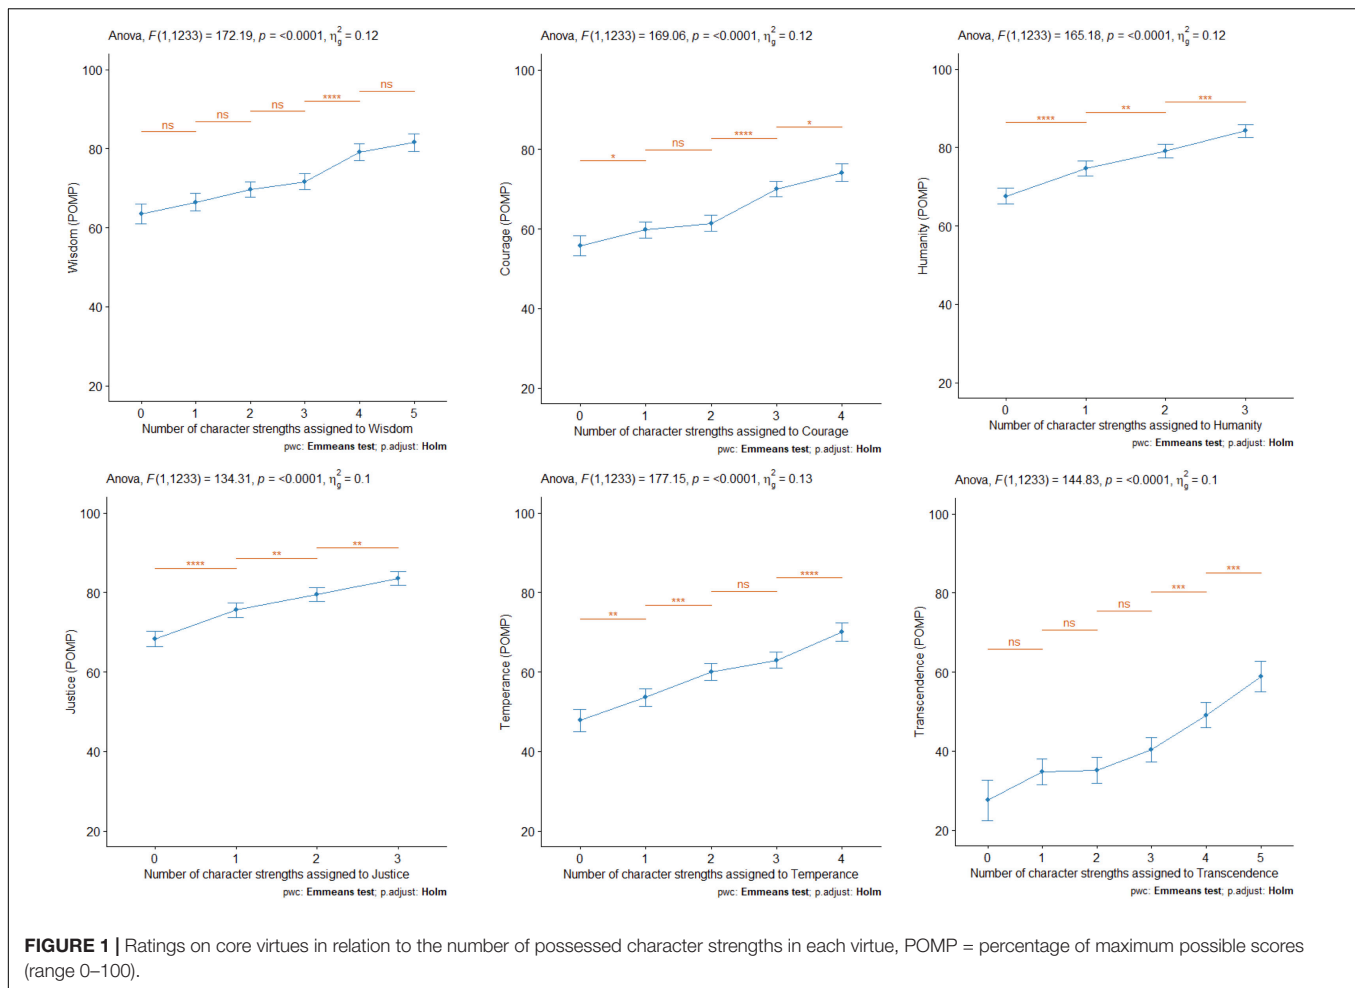 Anova, F(1,1233) = 172.19, p = <0.0001, η²g = 0.12
ns
ns
ns
****
ns
100
80
60
40
20
Wisdom (POMP)
0 1 2 3 4 5
Number of character strengths assigned to Wisdom
pwc: Emmeans test; p.adjust: Holm
Anova, F(1,1233) = 169.06, p = <0.0001, η²g = 0.12
*
ns
****
*
100
80
60
40
20
Courage (POMP)
0 1 2 3 4
Number of character strengths assigned to Courage
pwc: Emmeans test; p.adjust: Holm
Anova, F(1,1233) = 165.18, p = <0.0001, η²g = 0.12
****
**
***
100
80
60
40
20
Humanity (POMP)
0 1 2 3
Number of character strengths assigned to Humanity
pwc: Emmeans test; p.adjust: Holm
Anova, F(1,1233) = 134.31, p = <0.0001, η²g = 0.1
****
**
**
100
80
60
40
20
Justice (POMP)
0 1 2 3
Number of character strengths assigned to Justice
pwc: Emmeans test; p.adjust: Holm
Anova, F(1,1233) = 177.15, p = <0.0001, η²g = 0.13
**
***
ns
****
100
80
60
40
20
Temperance (POMP)
0 1 2 3 4
Number of character strengths assigned to Temperance
pwc: Emmeans test; p.adjust: Holm
Anova, F(1,1233) = 144.83, p = <0.0001, η²g = 0.1
ns
ns
ns
***
***
100
80
60
40
20
Transcendence (POMP)
0 1 2 3 4 5
Number of character strengths assigned to Transcendence
pwc: Emmeans test; p.adjust: Holm
FIGURE 1 | Ratings on core virtues in relation to the number of possessed character strengths in each virtue, POMP = percentage of maximum possible scores
(range 0–100).